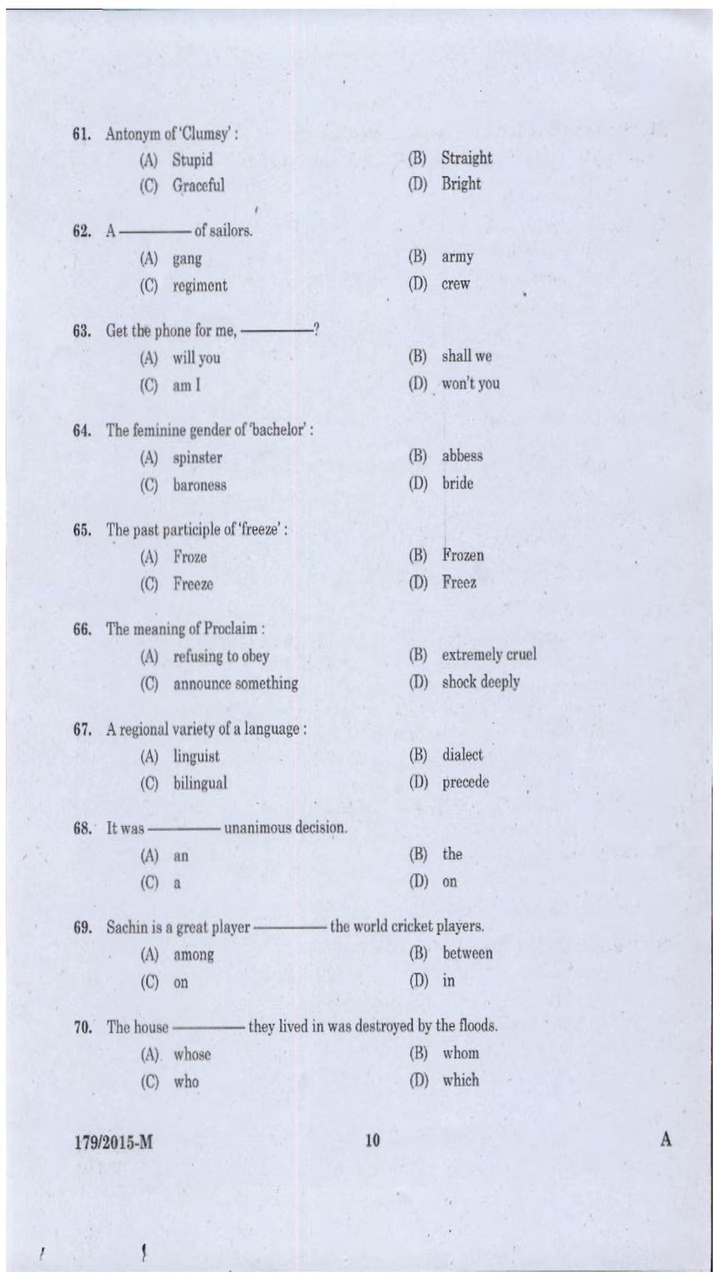 61. Antonym of 'Clumsy' :
(A) Stupid (B) Straight
(C) Graceful (D) Bright
62. A ———— of sailors.
(A) gang (B) army
(C) regiment (D) crew
63. Get the phone for me, ————?
(A) will you (B) shall we
(C) am I (D) won't you
64. The feminine gender of 'bachelor' :
(A) spinster (B) abbess
(C) baroness (D) bride
65. The past participle of 'freeze' :
(A) Froze (B) Frozen
(C) Freeze (D) Freez
66. The meaning of Proclaim :
(A) refusing to obey (B) extremely cruel
(C) announce something (D) shock deeply
67. A regional variety of a language :
(A) linguist (B) dialect
(C) bilingual (D) precede
68. It was ———— unanimous decision.
(A) an (B) the
(C) a (D) on
69. Sachin is a great player ———— the world cricket players.
(A) among (B) between
(C) on (D) in
70. The house ———— they lived in was destroyed by the floods.
(A) whose (B) whom
(C) who (D) which
179/2015-M 10 A